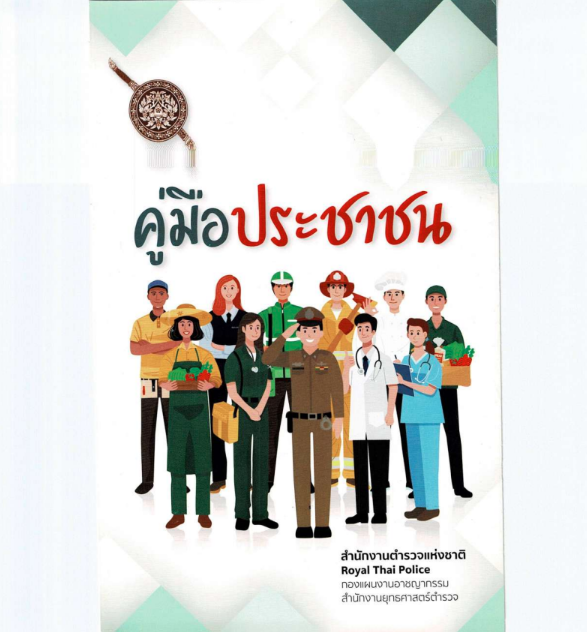 คู่มือประชาชน
สำนักงานตำรวจแห่งชาติ
Royal Thai Police
กองแผนงานอาชญากรรม
สำนักงานยุทธศาสตร์ตำรวจ